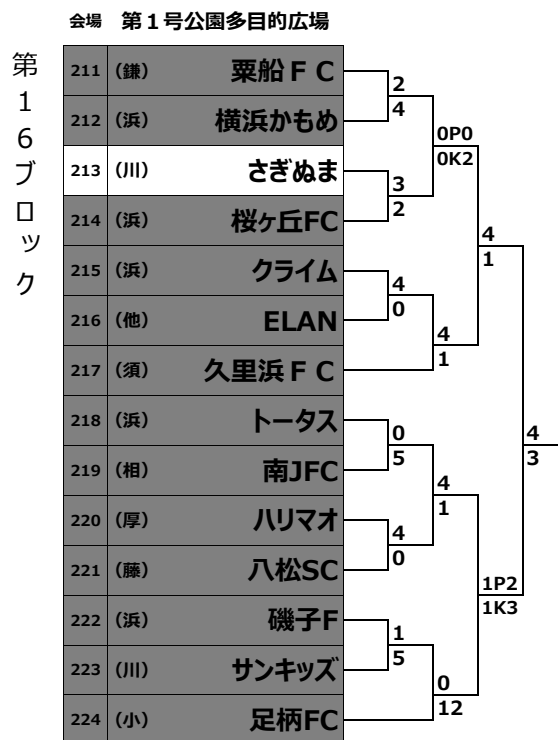 会場 第１号公園多目的広場
第16ブロック
211 (鎌) 粟船ＦＣ
212 (浜) 横浜かもめ
213 (川) さぎぬま
214 (浜) 桜ヶ丘FC
215 (浜) クライム
216 (他) ELAN
217 (須) 久里浜ＦＣ
218 (浜) トータス
219 (相) 南JFC
220 (厚) ハリマオ
221 (藤) 八松SC
222 (浜) 磯子F
223 (川) サンキッズ
224 (小) 足柄FC
2
4
3
2
4
0
0
5
4
0
1
5
0P0
0K2
4
1
4
1
0
12
4
1
1P2
1K3
4
3